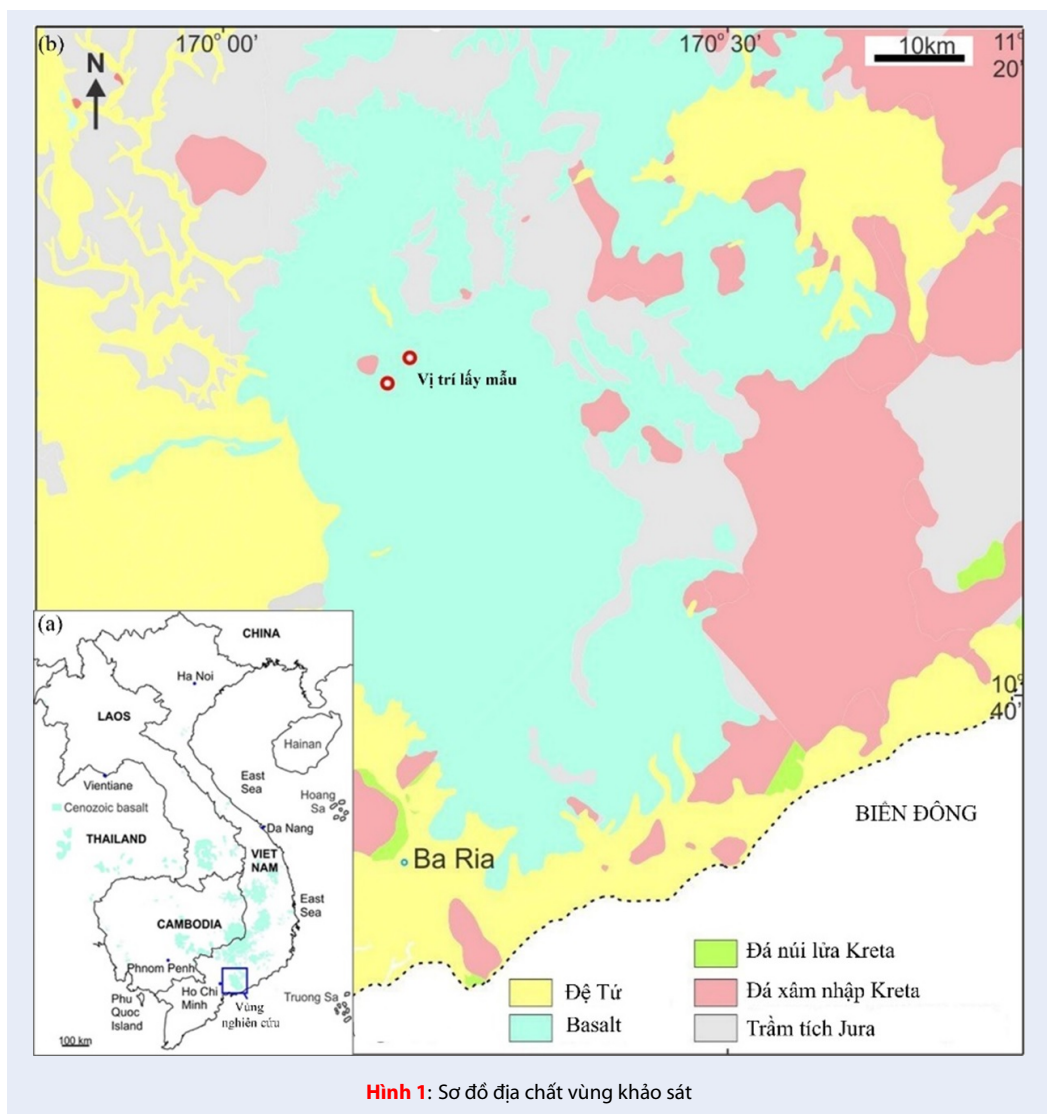 (b)
170° 00’
170° 30’
10km
11°
20’
N
Vị trí lấy mẫu
10°
40’
BIÊN ĐÔNG
Ba Ria
(a)
CHINA
Ha Noi
LAOS
Hainan
Vientiane
East
Sea
Hoang
Sa
Cenozoic basalt
THAILAND
Da Nang
VIET
NAM
East
Sea
CAMBODIA
Phnom Penh
Ho Chi
Minh
Phu
Quoc
Island
Truong Sa
Vùng
nghiên cứu
100 km
Đệ Tứ
Basalt
Đá núi lửa Kreta
Đá xâm nhập Kreta
Trầm tích Jura
Hình 1: Sơ đồ địa chất vùng khảo sát